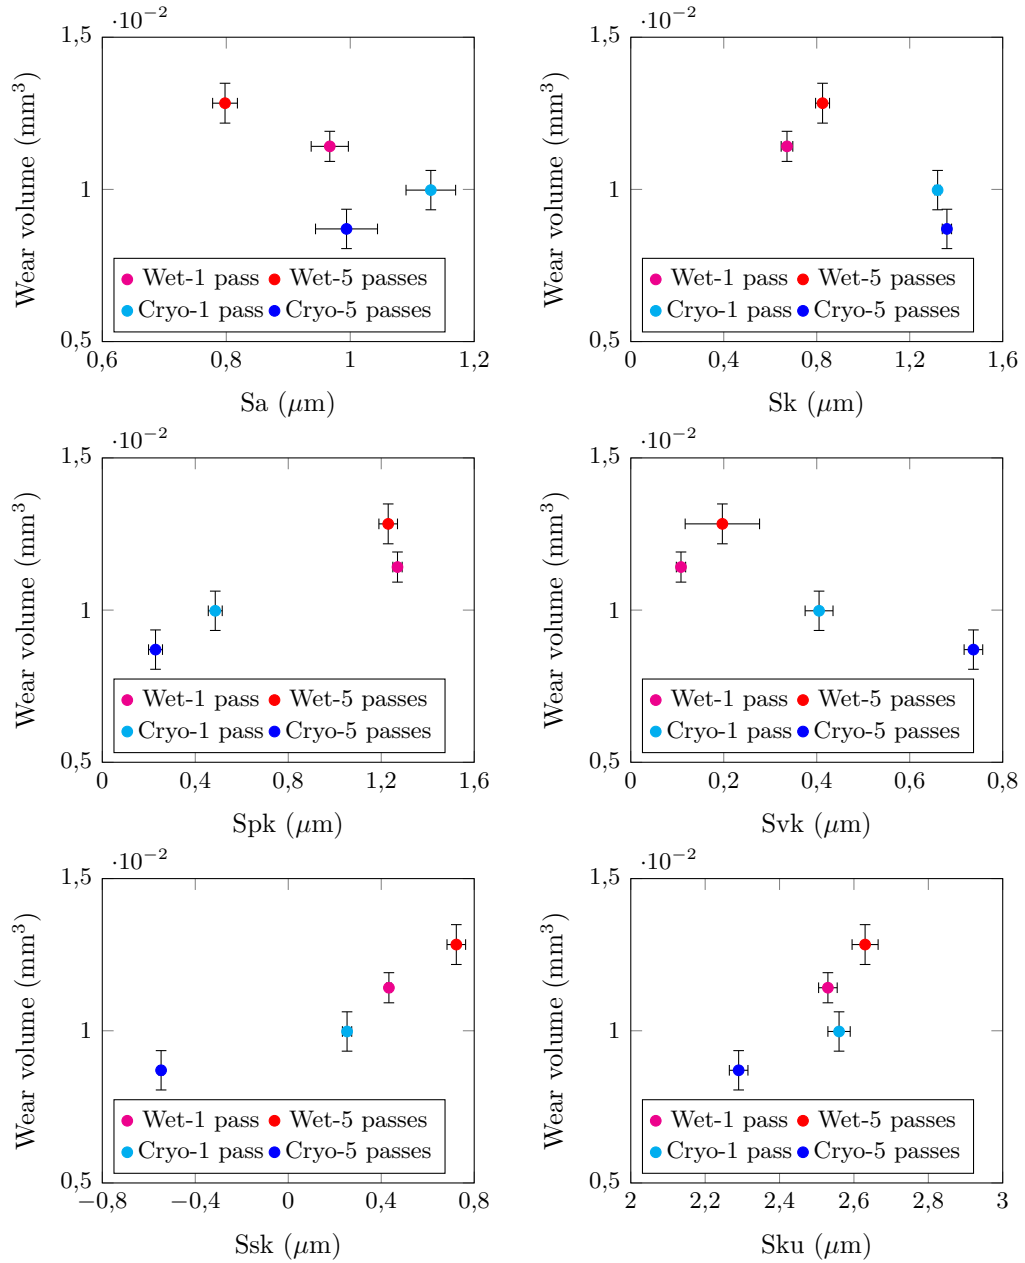 ·10⁻²
1,5
1
0,5
Wear volume (mm³)
Wet-1 pass Wet-5 passes
Cryo-1 pass Cryo-5 passes
0,6 0,8 1 1,2
Sa (μm)
·10⁻²
1,5
1
0,5
Wear volume (mm³)
Wet-1 pass Wet-5 passes
Cryo-1 pass Cryo-5 passes
0 0,4 0,8 1,2 1,6
Sk (μm)
·10⁻²
1,5
1
0,5
Wear volume (mm³)
Wet-1 pass Wet-5 passes
Cryo-1 pass Cryo-5 passes
0 0,4 0,8 1,2 1,6
Spk (μm)
·10⁻²
1,5
1
0,5
Wear volume (mm³)
Wet-1 pass Wet-5 passes
Cryo-1 pass Cryo-5 passes
0 0,2 0,4 0,6 0,8
Svk (μm)
·10⁻²
1,5
1
0,5
Wear volume (mm³)
Wet-1 pass Wet-5 passes
Cryo-1 pass Cryo-5 passes
−0,8 −0,4 0 0,4 0,8
Ssk (μm)
·10⁻²
1,5
1
0,5
Wear volume (mm³)
Wet-1 pass Wet-5 passes
Cryo-1 pass Cryo-5 passes
2 2,2 2,4 2,6 2,8 3
Sku (μm)